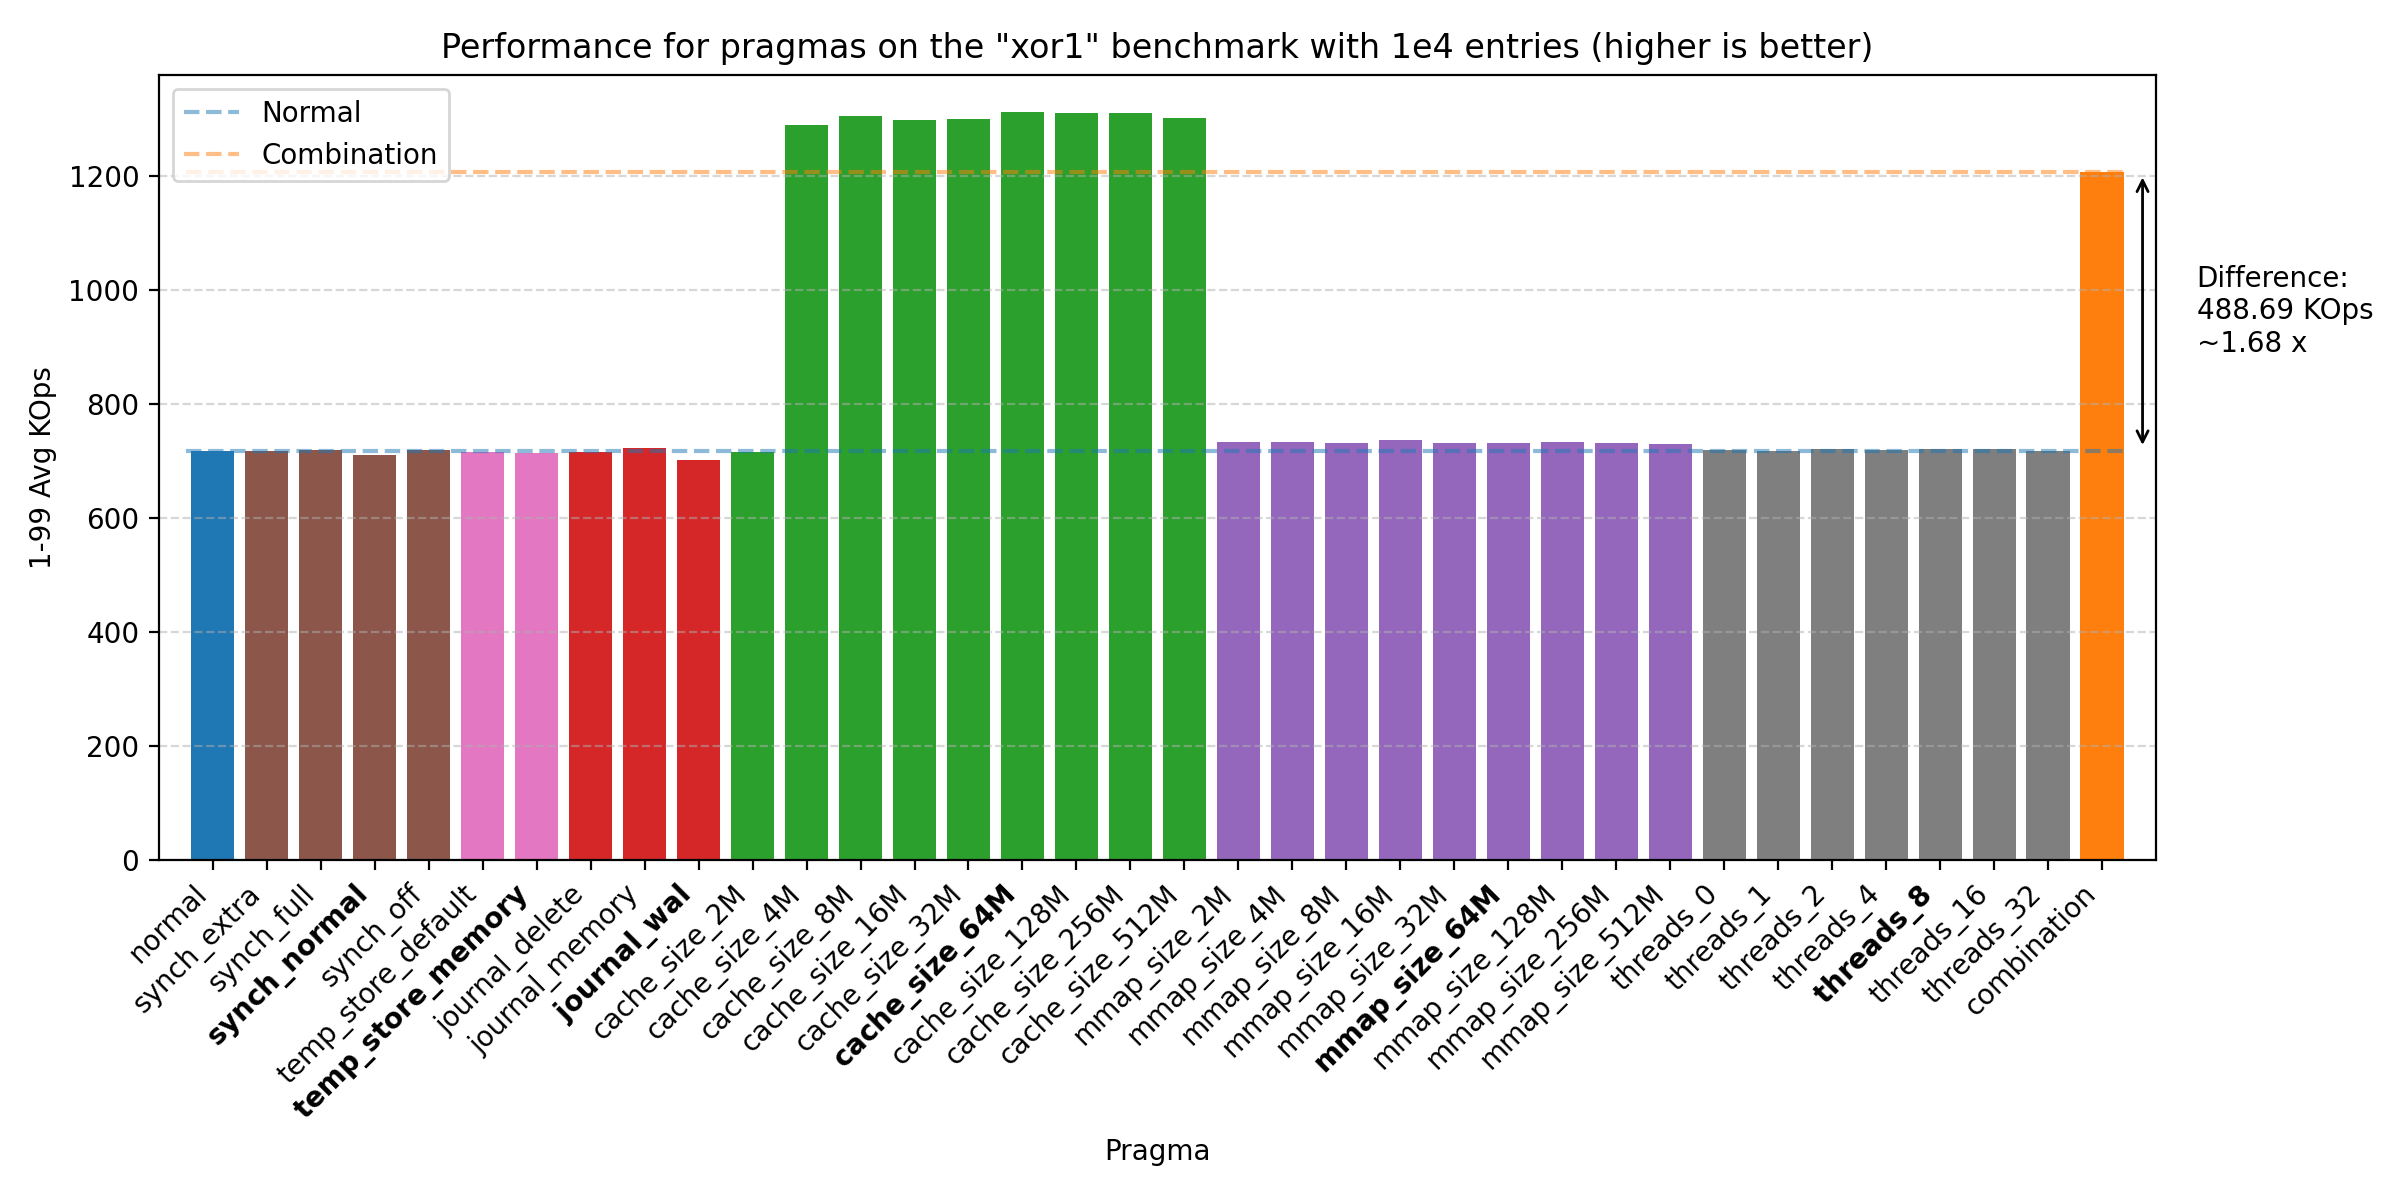 Performance for pragmas on the "xor1" benchmark with 1e4 entries (higher is better)
Normal
Combination
1-99 Avg KOps
1200
1000
800
600
400
200
0
Difference:
488.69 KOps
~1.68 x
normal
synch_extra
synch_full
synch_normal
synch_off
temp_store_default
temp_store_memory
journal_delete
journal_memory
journal_wal
cache_size_2M
cache_size_4M
cache_size_8M
cache_size_16M
cache_size_32M
cache_size_64M
cache_size_128M
cache_size_256M
cache_size_512M
mmap_size_2M
mmap_size_4M
mmap_size_8M
mmap_size_16M
mmap_size_32M
mmap_size_64M
mmap_size_128M
mmap_size_256M
mmap_size_512M
threads_0
threads_1
threads_2
threads_4
threads_8
threads_16
threads_32
combination
Pragma